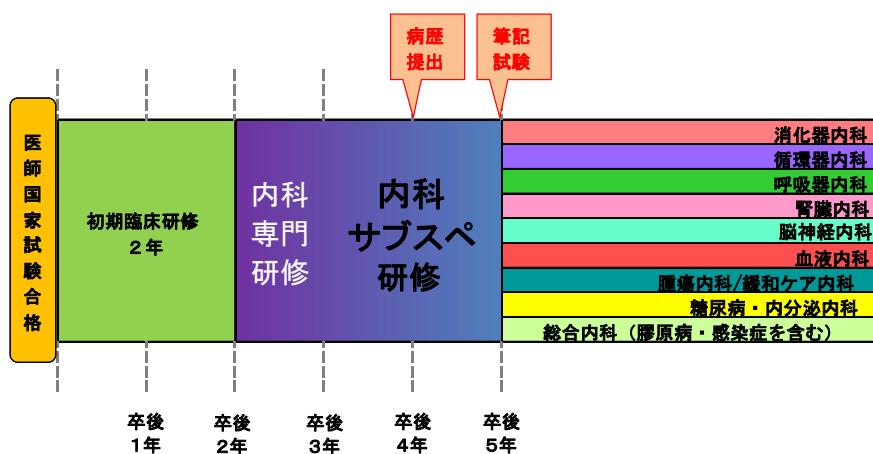 病歴
提出
筆記
試験
医師国家試験合格
初期臨床研修
２年
内科
専門
研修
内科
サブスペ
研修
消化器内科
循環器内科
呼吸器内科
腎臓内科
脳神経内科
血液内科
腫瘍内科/緩和ケア内科
糖尿病・内分泌内科
総合内科（膠原病・感染症を含む）
卒後
1年
卒後
2年
卒後
3年
卒後
4年
卒後
5年